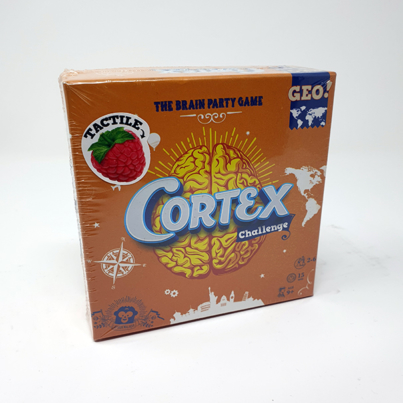 THE BRAIN PARTY GAME
GEO!
TACTILE
CORTEX
Challenge